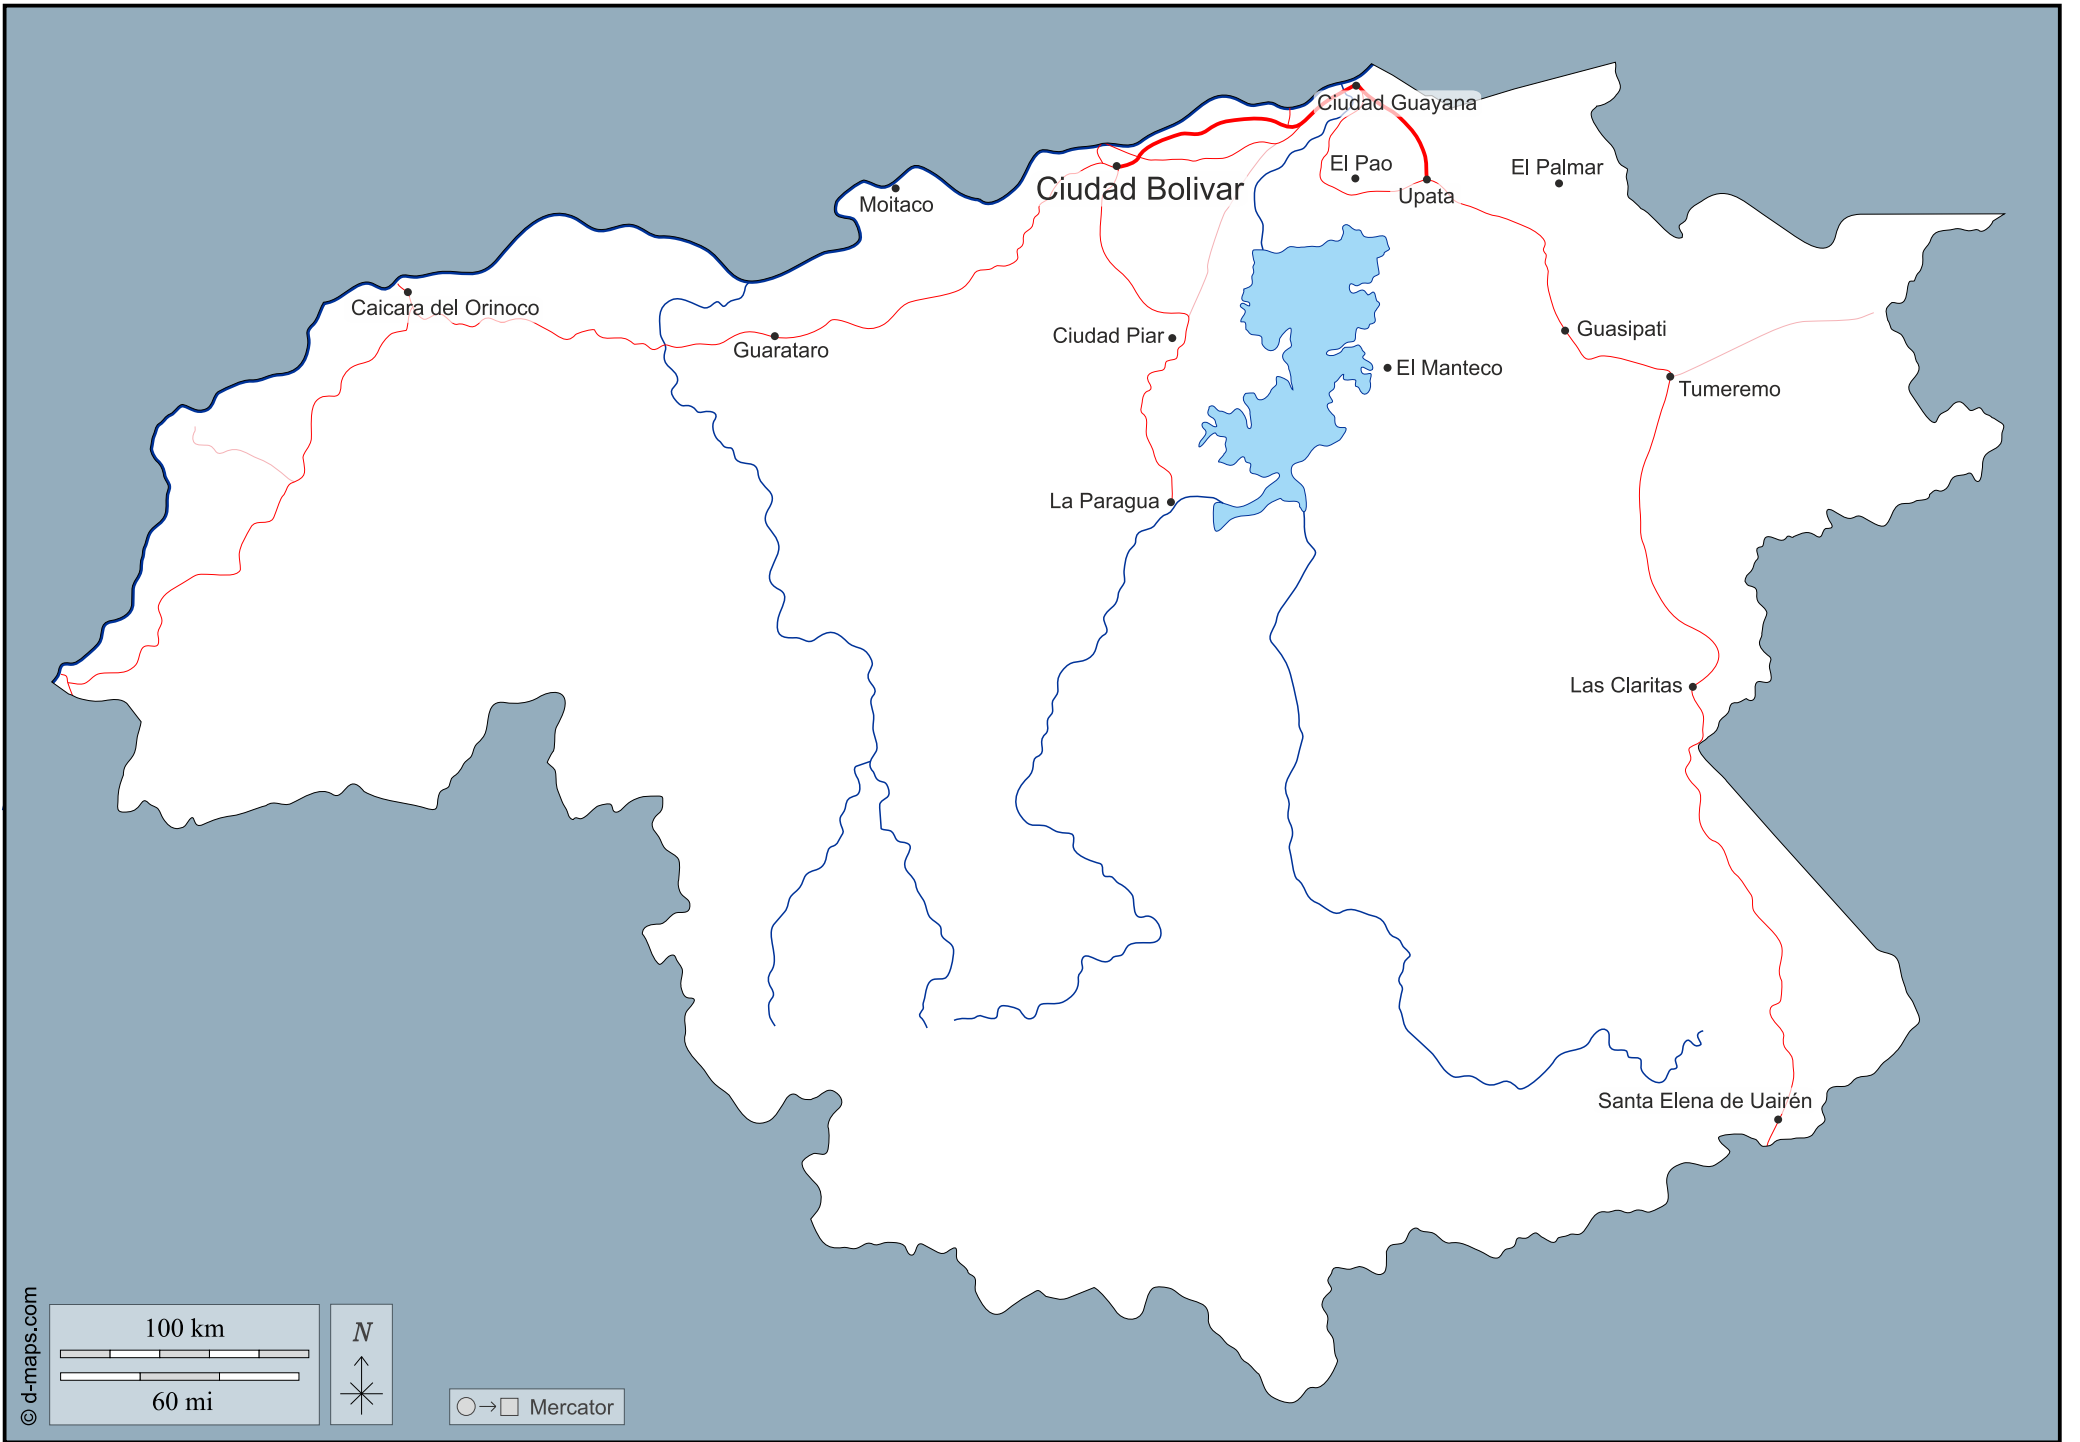 Ciudad Guayana
El Pao
El Palmar
Ciudad Bolivar
Upata
Moitaco
Caicara del Orinoco
Guasipati
Ciudad Piar
Guarataro
El Manteco
Tumeremo
La Paragua
Las Claritas
Santa Elena de Uairén
© d-maps.com
100 km
60 mi
N
Mercator